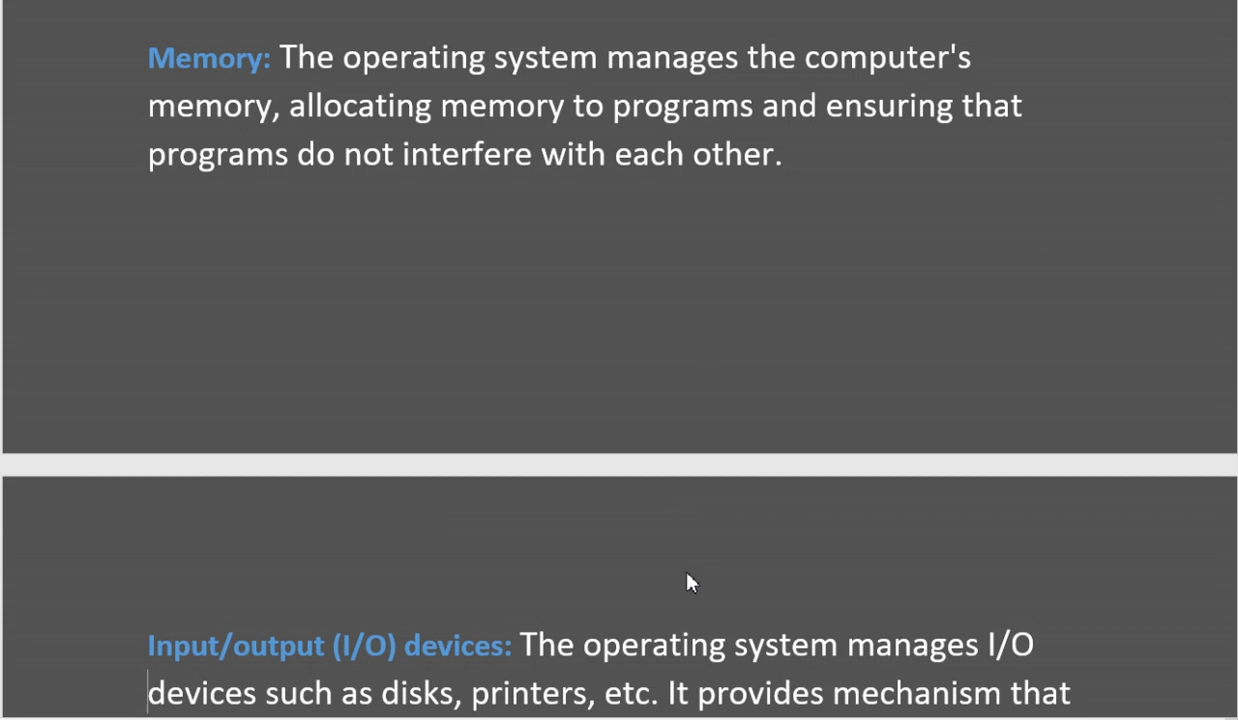 Memory: The operating system manages the computer's
memory, allocating memory to programs and ensuring that
programs do not interfere with each other.
Input/output (I/O) devices: The operating system manages I/O
devices such as disks, printers, etc. It provides mechanism that